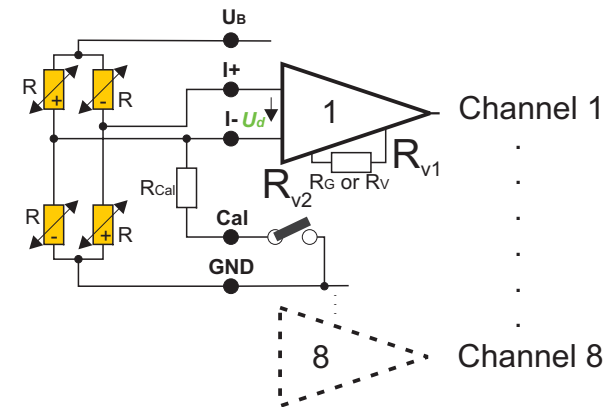 UB
I+
I- Ud
R + - R
1
Channel 1
RG or RV
Rv1
Rv2
RCal
Cal
R - + R
GND
8
Channel 8